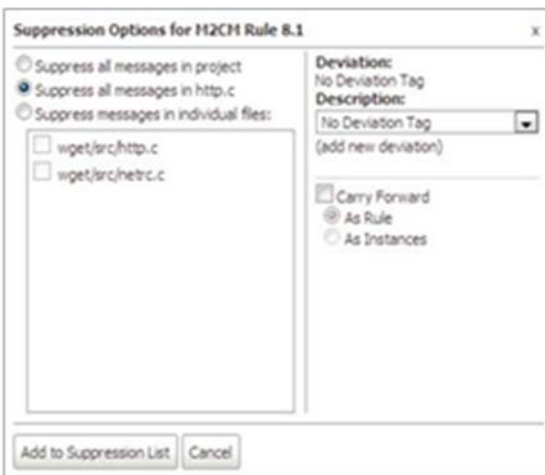 Suppression Options for M2CM Rule 8.1
x
Suppress all messages in project
Suppress all messages in http.c
Suppress messages in individual files:
wget/src/http.c
wget/src/netrc.c
Deviation:
No Deviation Tag
Description:
No Deviation Tag
(add new deviation)
Carry Forward
As Rule
As Instances
Add to Suppression List
Cancel